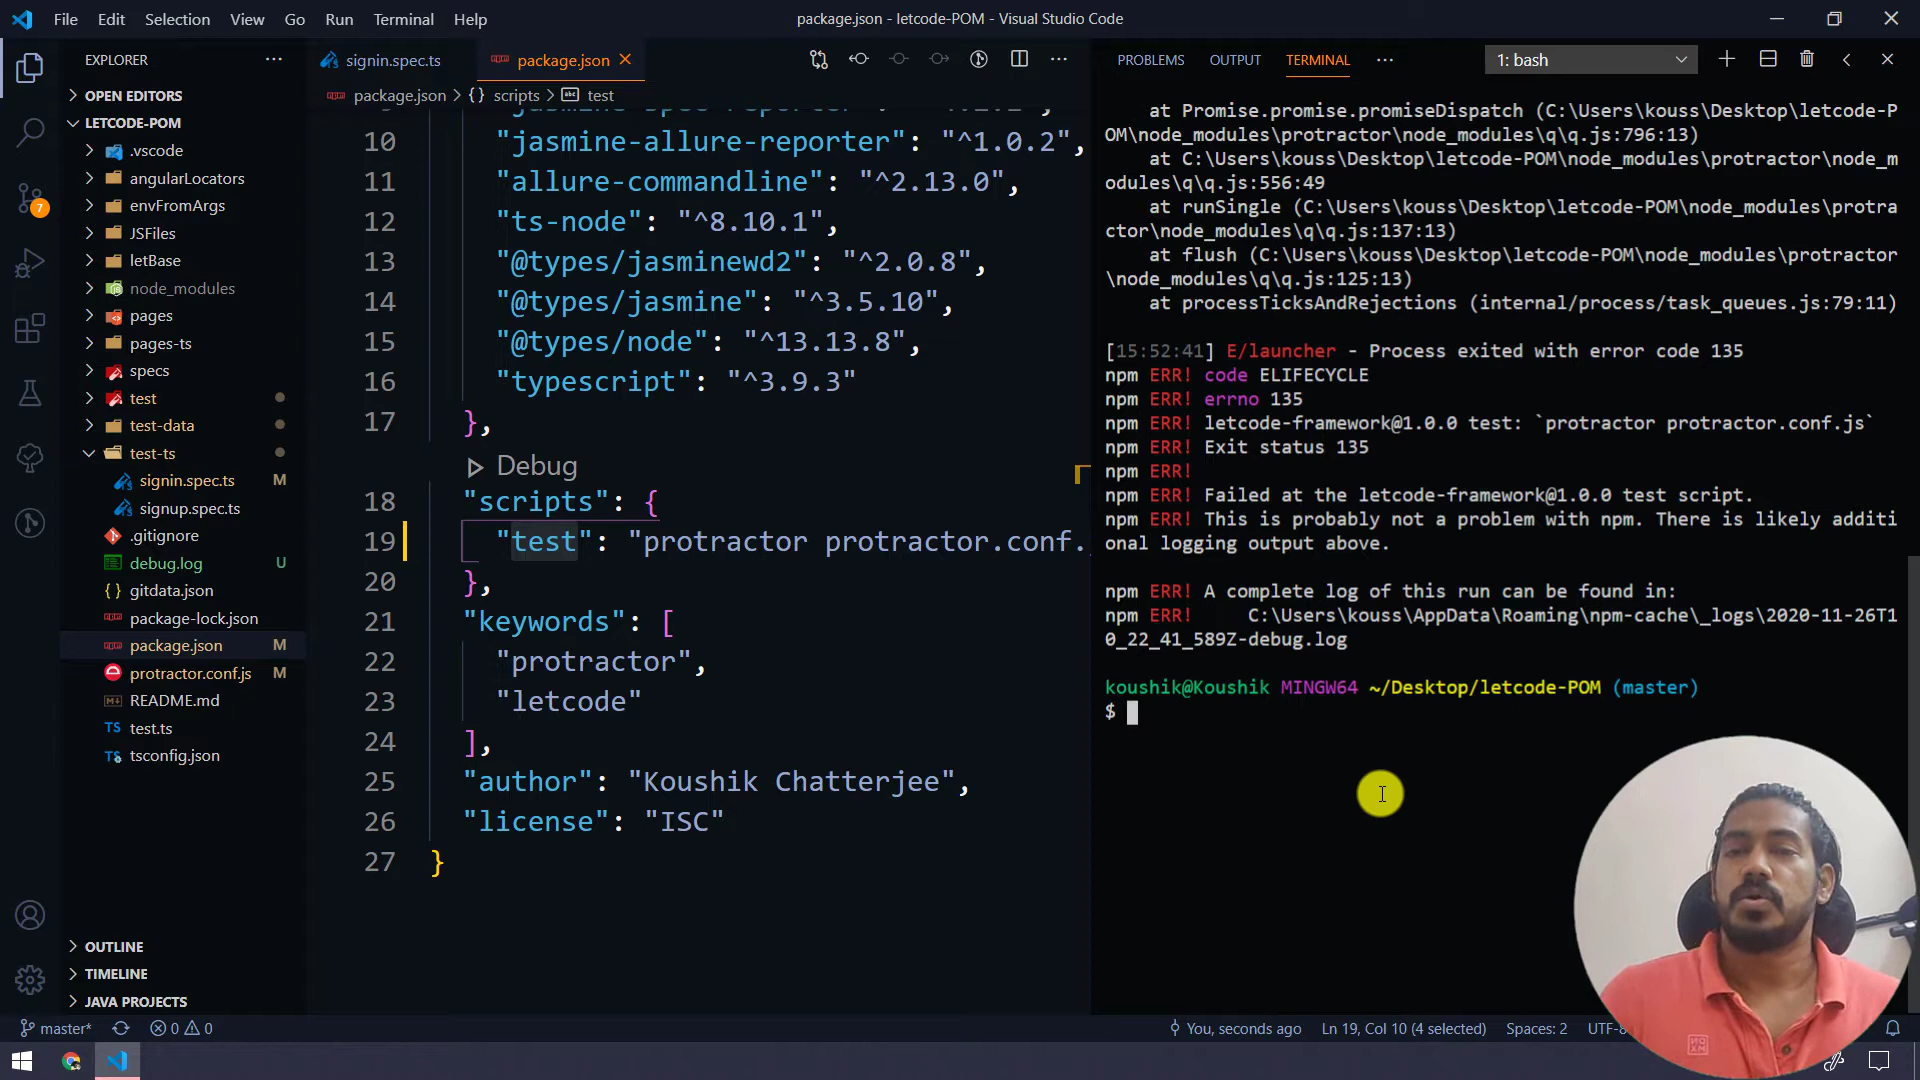 File Edit Selection View Go Run Terminal Help
package.json - letcode-POM - Visual Studio Code
EXPLORER
OPEN EDITORS
LETCODE-POM
.vscode
angularLocators
envFromArgs
JSFiles
letBase
node_modules
pages
pages-ts
specs
test
test-data
test-ts
signin.spec.ts M
signup.spec.ts
.gitignore
debug.log U
gitdata.json
package-lock.json
package.json M
protractor.conf.js M
README.md
TS test.ts
tsconfig.json
OUTLINE
TIMELINE
JAVA PROJECTS
7
signin.spec.ts
package.json
package.json > {} scripts > test
10 "jasmine-allure-reporter": "^1.0.2",
11 "allure-commandline": "^2.13.0",
12 "ts-node": "^8.10.1",
13 "@types/jasminewd2": "^2.0.8",
14 "@types/jasmine": "^3.5.10",
15 "@types/node": "^13.13.8",
16 "typescript": "^3.9.3"
17 },
Debug
18 "scripts": {
19 "test": "protractor protractor.conf.
20 },
21 "keywords": [
22 "protractor",
23 "letcode"
24 ],
25 "author": "Koushik Chatterjee",
26 "license": "ISC"
27 }
PROBLEMS OUTPUT TERMINAL 1: bash
at Promise.promise.promiseDispatch (C:\Users\kouss\Desktop\letcode-P
OM\node_modules\protractor\node_modules\q\q.js:796:13)
at C:\Users\kouss\Desktop\letcode-POM\node_modules\protractor\node_m
odules\q\q.js:556:49
at runSingle (C:\Users\kouss\Desktop\letcode-POM\node_modules\protra
ctor\node_modules\q\q.js:137:13)
at flush (C:\Users\kouss\Desktop\letcode-POM\node_modules\protractor
\node_modules\q\q.js:125:13)
at processTicksAndRejections (internal/process/task_queues.js:79:11)
[15:52:41] E/launcher - Process exited with error code 135
npm ERR! code ELIFECYCLE
npm ERR! errno 135
npm ERR! letcode-framework@1.0.0 test: `protractor protractor.conf.js`
npm ERR! Exit status 135
npm ERR!
npm ERR! Failed at the letcode-framework@1.0.0 test script.
npm ERR! This is probably not a problem with npm. There is likely additi
onal logging output above.
npm ERR! A complete log of this run can be found in:
npm ERR! C:\Users\kouss\AppData\Roaming\npm-cache\_logs\2020-11-26T1
0_22_41_589Z-debug.log
koushik@Koushik MINGW64 ~/Desktop/letcode-POM (master)
$
master* 0 0
You, seconds ago Ln 19, Col 10 (4 selected) Spaces: 2 UTF-8